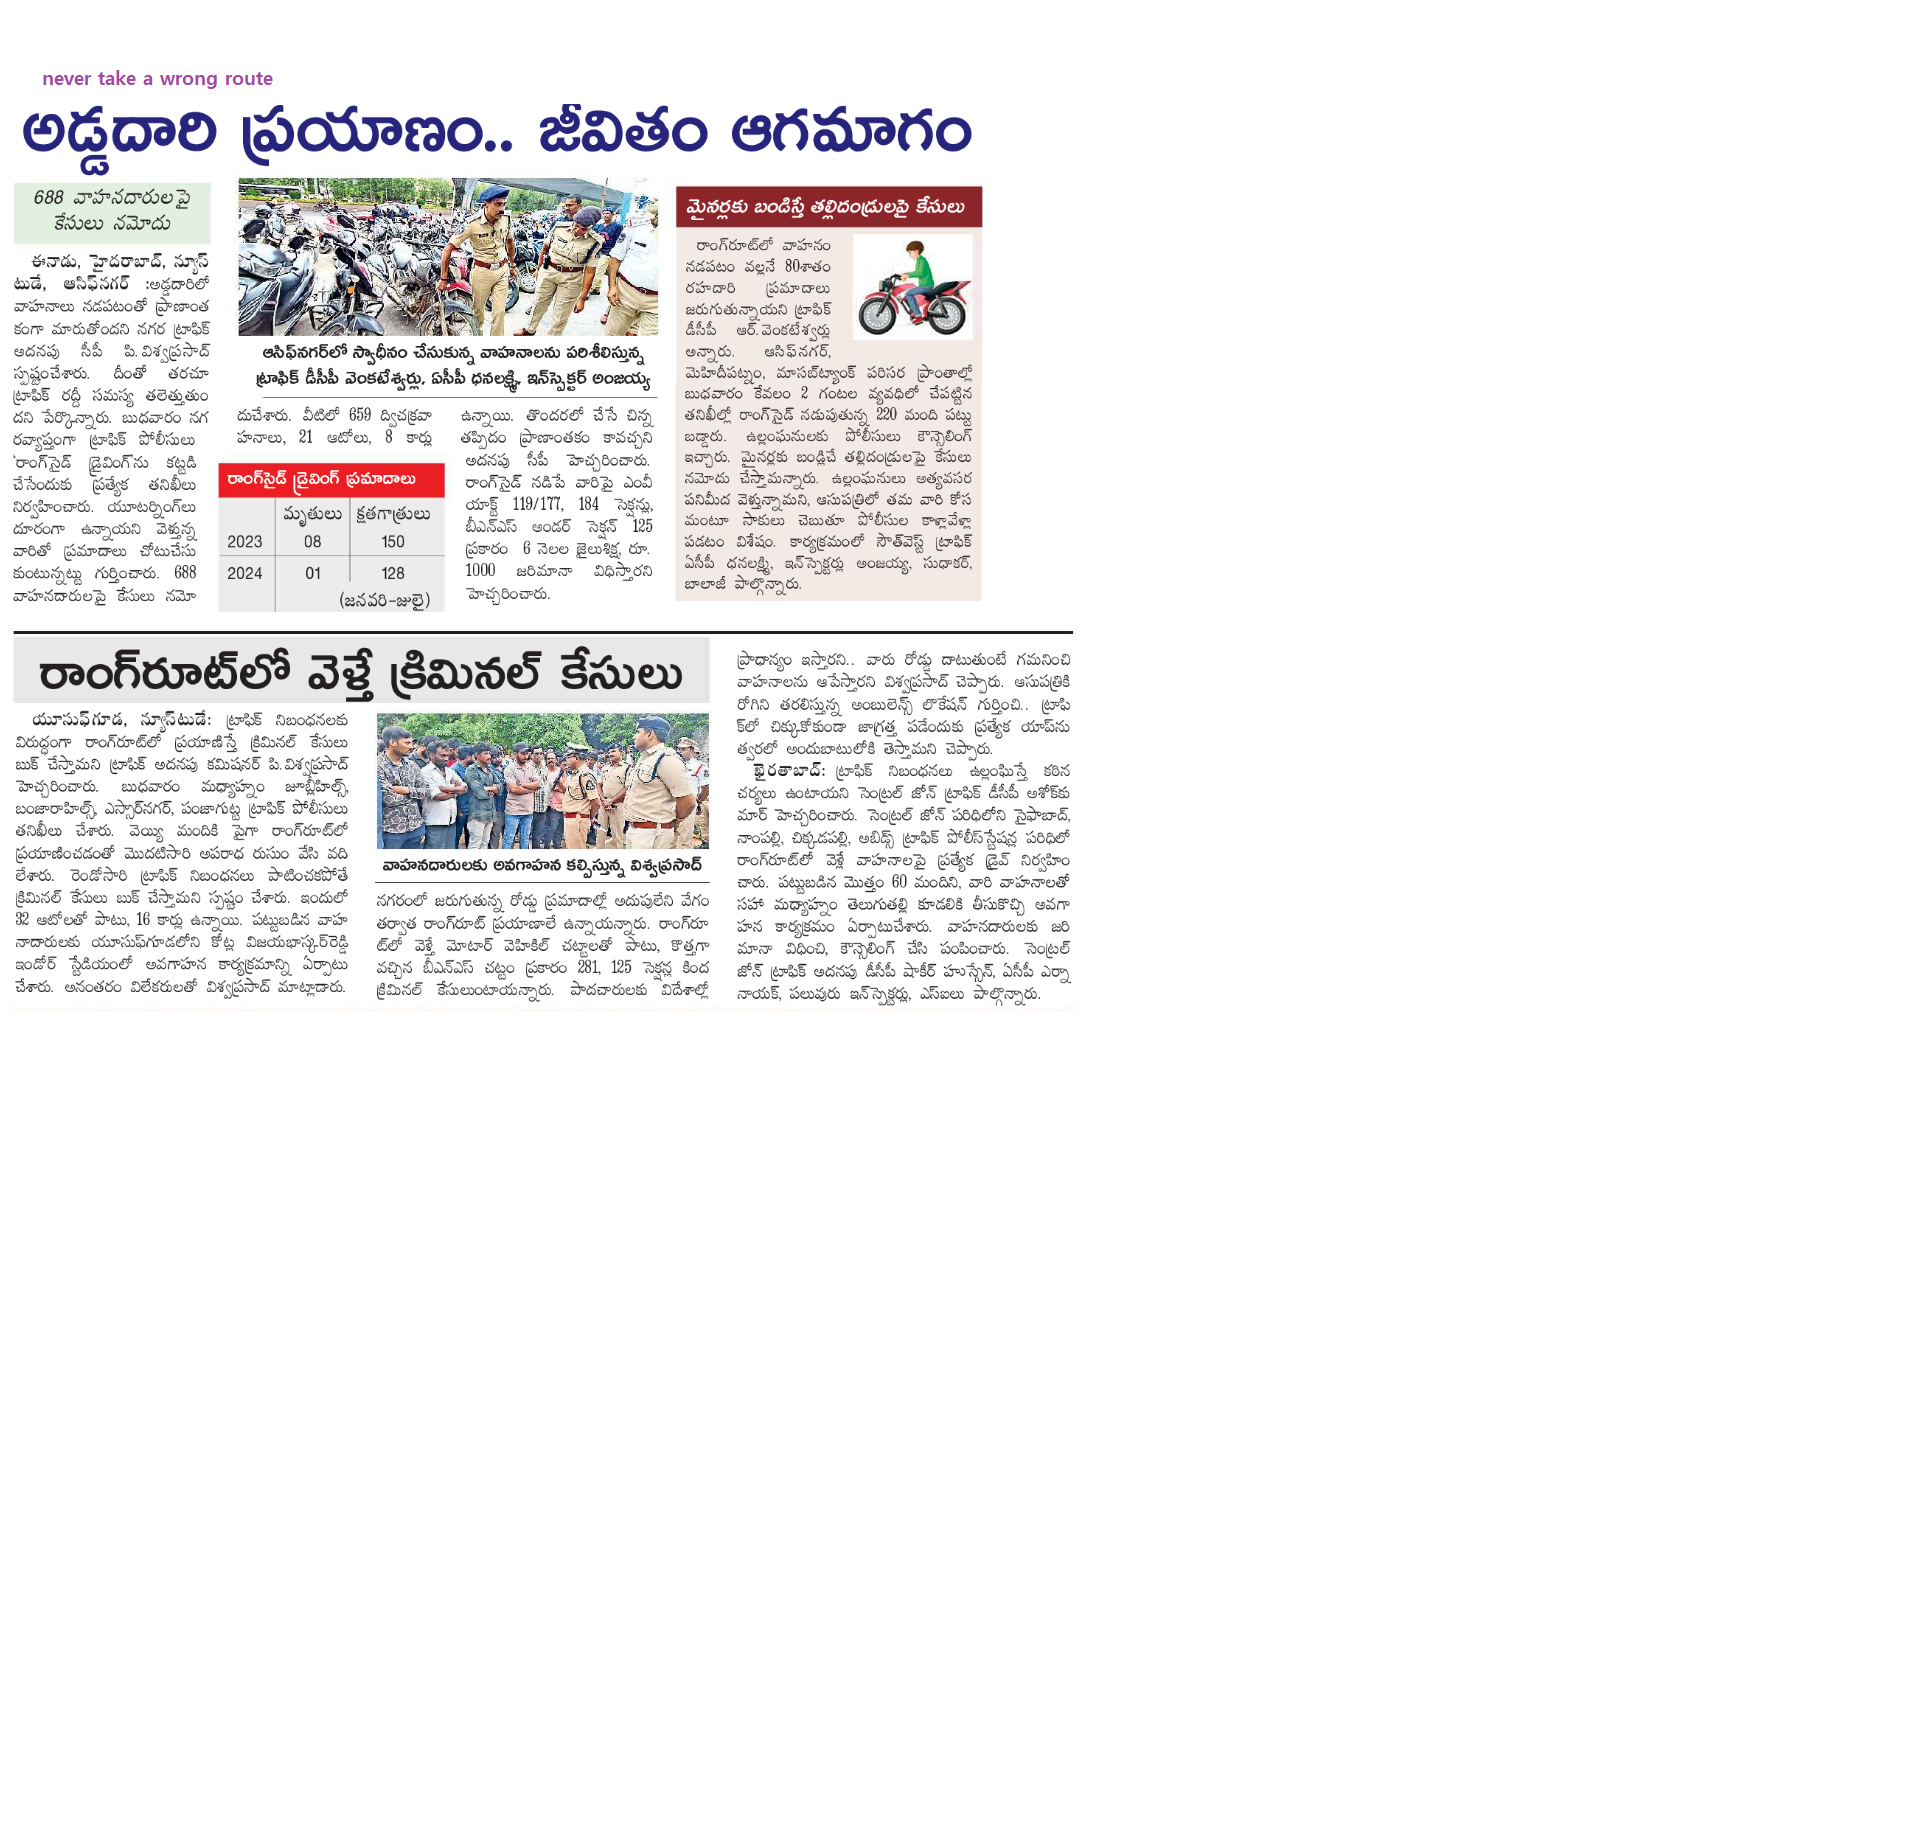 never take a wrong route
అడ్డదారి ప్రయాణం.. జీవితం ఆగమాగం
688 వాహనదారులపై
కేసులు నమోదు
ఈనాడు, హైదరాబాద్, న్యూస్
టుడే, ఆసిఫ్‌నగర్ :అడ్డదారిలో
వాహనాలు నడపటంతో ప్రాణాంత
కంగా మారుతోందని నగర ట్రాఫిక్
అదనపు సీపీ పి.విశ్వప్రసాద్
స్పష్టంచేశారు. దీంతో తరచూ
ట్రాఫిక్ రద్దీ సమస్య తలెత్తుతుం
దని పేర్కొన్నారు. బుధవారం నగ
రవ్యాప్తంగా ట్రాఫిక్ పోలీసులు
'రాంగ్‌సైడ్ డ్రైవింగ్‌'ను కట్టడి
చేసేందుకు ప్రత్యేక తనిఖీలు
నిర్వహించారు. యూటర్నింగ్‌లు
దూరంగా ఉన్నాయని వెళ్తున్న
వారితో ప్రమాదాలు చోటుచేసు
కుంటున్నట్టు గుర్తించారు. 688
వాహనదారులపై కేసులు నమో
ఆసిఫ్‌నగర్‌లో స్వాధీనం చేసుకున్న వాహనాలను పరిశీలిస్తున్న
ట్రాఫిక్ డీసీపీ వెంకటేశ్వర్లు, ఏసీపీ ధనలక్ష్మి, ఇన్‌స్పెక్టర్ అంజయ్య
దుచేశారు. వీటిలో 659 ద్విచక్రవా
హనాలు, 21 ఆటోలు, 8 కార్లు
రాంగ్‌సైడ్ డ్రైవింగ్ ప్రమాదాలు
మృతులు క్షతగాత్రులు
2023 08 150
2024 01 128
(జనవరి-జులై)
ఉన్నాయి. తొందరలో చేసే చిన్న
తప్పిదం ప్రాణాంతకం కావచ్చని
అదనపు సీపీ హెచ్చరించారు.
రాంగ్‌సైడ్ నడిపే వారిపై ఎంవీ
యాక్ట్ 119/177, 184 సెక్షన్లు,
బీఎన్ఎస్ అండర్ సెక్షన్ 125
ప్రకారం 6 నెలల జైలుశిక్ష, రూ.
1000 జరిమానా విధిస్తారని
హెచ్చరించారు.
మైనర్లకు బండిస్తే తల్లిదండ్రులపై కేసులు
రాంగ్‌రూట్‌లో వాహనం
నడపటం వల్లనే 80శాతం
రహదారి ప్రమాదాలు
జరుగుతున్నాయని ట్రాఫిక్
డీసీపీ ఆర్.వెంకటేశ్వర్లు
అన్నారు. ఆసిఫ్‌నగర్,
మెహిదీపట్నం, మాసబ్‌ట్యాంక్ పరిసర ప్రాంతాల్లో
బుధవారం కేవలం 2 గంటల వ్యవధిలో చేపట్టిన
తనిఖీల్లో రాంగ్‌సైడ్ నడుపుతున్న 220 మంది పట్టు
బడ్డారు. ఉల్లంఘనులకు పోలీసులు కౌన్సెలింగ్
ఇచ్చారు. మైనర్లకు బండ్లిచే తల్లిదండ్రులపై కేసులు
నమోదు చేస్తామన్నారు. ఉల్లంఘనులు అత్యవసర
పనిమీద వెళ్తున్నామని, ఆసుపత్రిలో తమ వారి కోస
మంటూ సాకులు చెబుతూ పోలీసుల కాళ్లావేళ్లా
పడటం విశేషం. కార్యక్రమంలో సౌత్‌వెస్ట్ ట్రాఫిక్
ఏసీపీ ధనలక్ష్మి, ఇన్‌స్పెక్టర్లు అంజయ్య, సుధాకర్,
బాలాజీ పాల్గొన్నారు.
రాంగ్‌రూట్‌లో వెళ్తే క్రిమినల్ కేసులు
యూసుఫ్‌గూడ, న్యూస్‌టుడే: ట్రాఫిక్ నిబంధనలకు
విరుద్ధంగా రాంగ్‌రూట్‌లో ప్రయాణిస్తే క్రిమినల్ కేసులు
బుక్ చేస్తామని ట్రాఫిక్ అదనపు కమిషనర్ పి.విశ్వప్రసాద్
హెచ్చరించారు. బుధవారం మధ్యాహ్నం జూబ్లీహిల్స్,
బంజారాహిల్స్, ఎస్సార్‌నగర్, పంజాగుట్ట ట్రాఫిక్ పోలీసులు
తనిఖీలు చేశారు. వెయ్యి మందికి పైగా రాంగ్‌రూట్‌లో
ప్రయాణించడంతో మొదటిసారి అపరాధ రుసుం వేసి వది
లేశారు. రెండోసారి ట్రాఫిక్ నిబంధనలు పాటించకపోతే
క్రిమినల్ కేసులు బుక్ చేస్తామని స్పష్టం చేశారు. ఇందులో
32 ఆటోలతో పాటు, 16 కార్లు ఉన్నాయి. పట్టుబడిన వాహ
నాదారులకు యూసుఫ్‌గూడలోని కోట్ల విజయభాస్కర్‌రెడ్డి
ఇండోర్ స్టేడియంలో అవగాహన కార్యక్రమాన్ని ఏర్పాటు
చేశారు. అనంతరం విలేకరులతో విశ్వప్రసాద్ మాట్లాడారు.
వాహనదారులకు అవగాహన కల్పిస్తున్న విశ్వప్రసాద్
నగరంలో జరుగుతున్న రోడ్డు ప్రమాదాల్లో అదుపులేని వేగం
తర్వాత రాంగ్‌రూట్ ప్రయాణాలే ఉన్నాయన్నారు. రాంగ్‌రూ
ట్‌లో వెళ్తే మోటార్ వెహికిల్ చట్టాలతో పాటు, కొత్తగా
వచ్చిన బీఎన్ఎస్ చట్టం ప్రకారం 281, 125 సెక్షన్ల కింద
క్రిమినల్ కేసులుంటాయన్నారు. పాదచారులకు విదేశాల్లో
ప్రాధాన్యం ఇస్తారని.. వారు రోడ్డు దాటుతుంటే గమనించి
వాహనాలను ఆపేస్తారని విశ్వప్రసాద్ చెప్పారు. ఆసుపత్రికి
రోగిని తరలిస్తున్న అంబులెన్స్ లొకేషన్ గుర్తించి.. ట్రాఫి
క్‌లో చిక్కుకోకుండా జాగ్రత్త పడేందుకు ప్రత్యేక యాప్‌ను
త్వరలో అందుబాటులోకి తెస్తామని చెప్పారు.
ఖైరతాబాద్: ట్రాఫిక్ నిబంధనలు ఉల్లంఘిస్తే కఠిన
చర్యలు ఉంటాయని సెంట్రల్ జోన్ ట్రాఫిక్ డీసీపీ అశోక్‌కు
మార్ హెచ్చరించారు. సెంట్రల్ జోన్ పరిధిలోని సైఫాబాద్,
నాంపల్లి, చిక్కడపల్లి, అబిడ్స్ ట్రాఫిక్ పోలీస్‌స్టేషన్ల పరిధిలో
రాంగ్‌రూట్‌లో వెళ్లే వాహనాలపై ప్రత్యేక డ్రైవ్ నిర్వహిం
చారు. పట్టుబడిన మొత్తం 60 మందిని, వారి వాహనాలతో
సహా మధ్యాహ్నం తెలుగుతల్లి కూడలికి తీసుకొచ్చి అవగా
హన కార్యక్రమం ఏర్పాటుచేశారు. వాహనదారులకు జరి
మానా విధించి, కౌన్సెలింగ్ చేసి పంపించారు. సెంట్రల్
జోన్ ట్రాఫిక్ అదనపు డీసీపీ షాకీర్ హుస్సేన్, ఏసీపీ ఎర్నా
నాయక్, పలువురు ఇన్‌స్పెక్టర్లు, ఎస్ఐలు పాల్గొన్నారు.